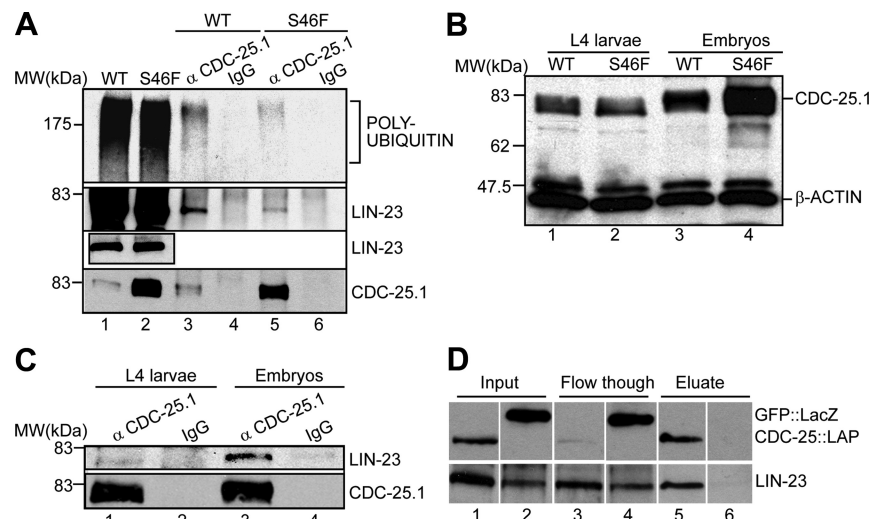 A
WT
S46F
MW(kDa)
WT
S46F
α CDC-25.1
IgG
α CDC-25.1
IgG
175
POLY-
UBIQUITIN
83
LIN-23
LIN-23
83
CDC-25.1
1 2 3 4 5 6
B
L4 larvae
Embryos
MW(kDa)
WT
S46F
WT
S46F
83
CDC-25.1
62
47.5
β-ACTIN
1 2 3 4
C
L4 larvae
Embryos
MW(kDa)
α CDC-25.1
IgG
α CDC-25.1
IgG
83
LIN-23
83
CDC-25.1
1 2 3 4
D
Input
Flow though
Eluate
GFP::LacZ
CDC-25::LAP
LIN-23
1 2 3 4 5 6